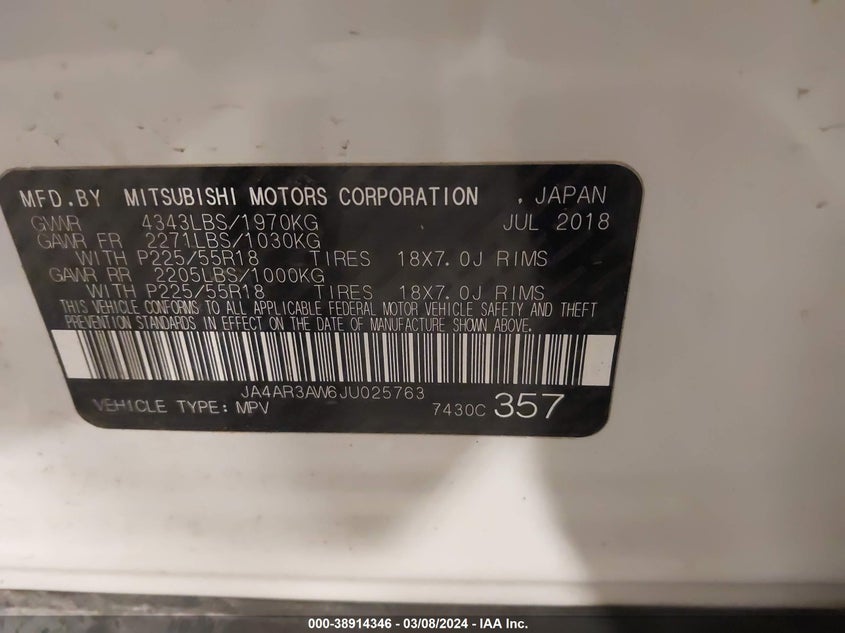 MFD.BY MITSUBISHI MOTORS CORPORATION , JAPAN
GVWR 4343LBS/1970KG JUL 2018
GAWR FR 2271LBS/1030KG
WITH P225/55R18 TIRES 18X7.0J RIMS
GAWR RR 2205LBS/1000KG
WITH P225/55R18 TIRES 18X7.0J RIMS
THIS VEHICLE CONFORMS TO ALL APPLICABLE FEDERAL MOTOR VEHICLE SAFETY AND THEFT
PREVENTION STANDARDS IN EFFECT ON THE DATE OF MANUFACTURE SHOWN ABOVE.
JA4AR3AW6JU025763
VEHICLE TYPE: MPV 7430C 357
000-38914346 — 03/08/2024 — IAA Inc.